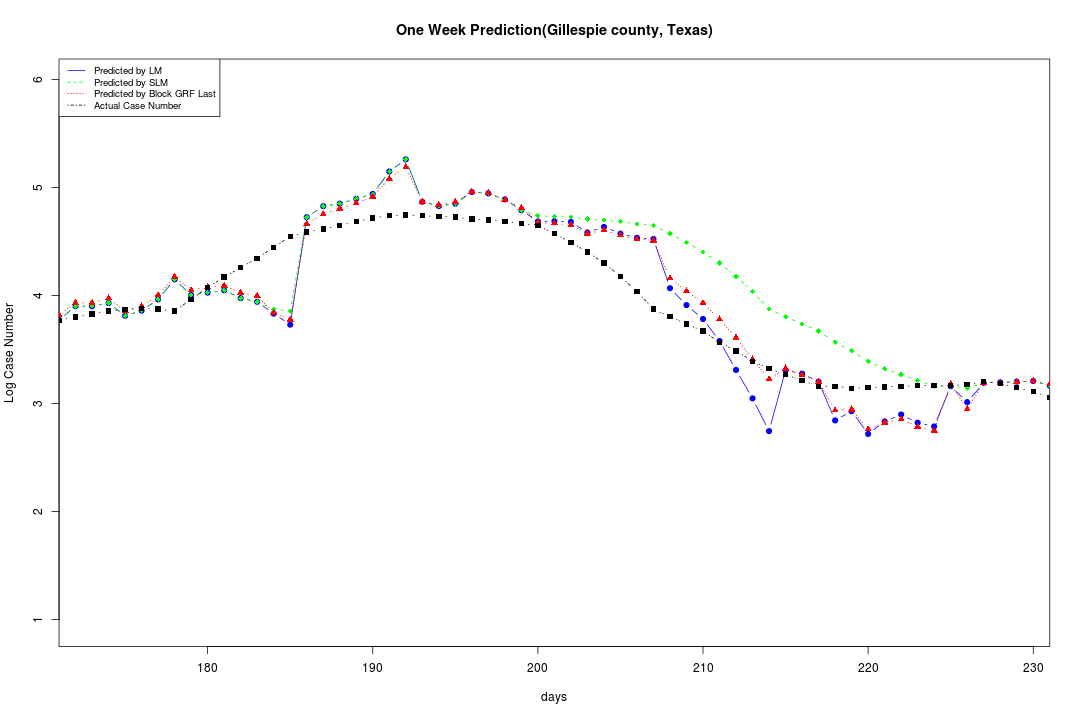 One Week Prediction(Gillespie county, Texas)
Predicted by LM
Predicted by SLM
Predicted by Block GRF Last
Actual Case Number
6
5
4
3
2
1
Log Case Number
180 190 200 210 220 230
days